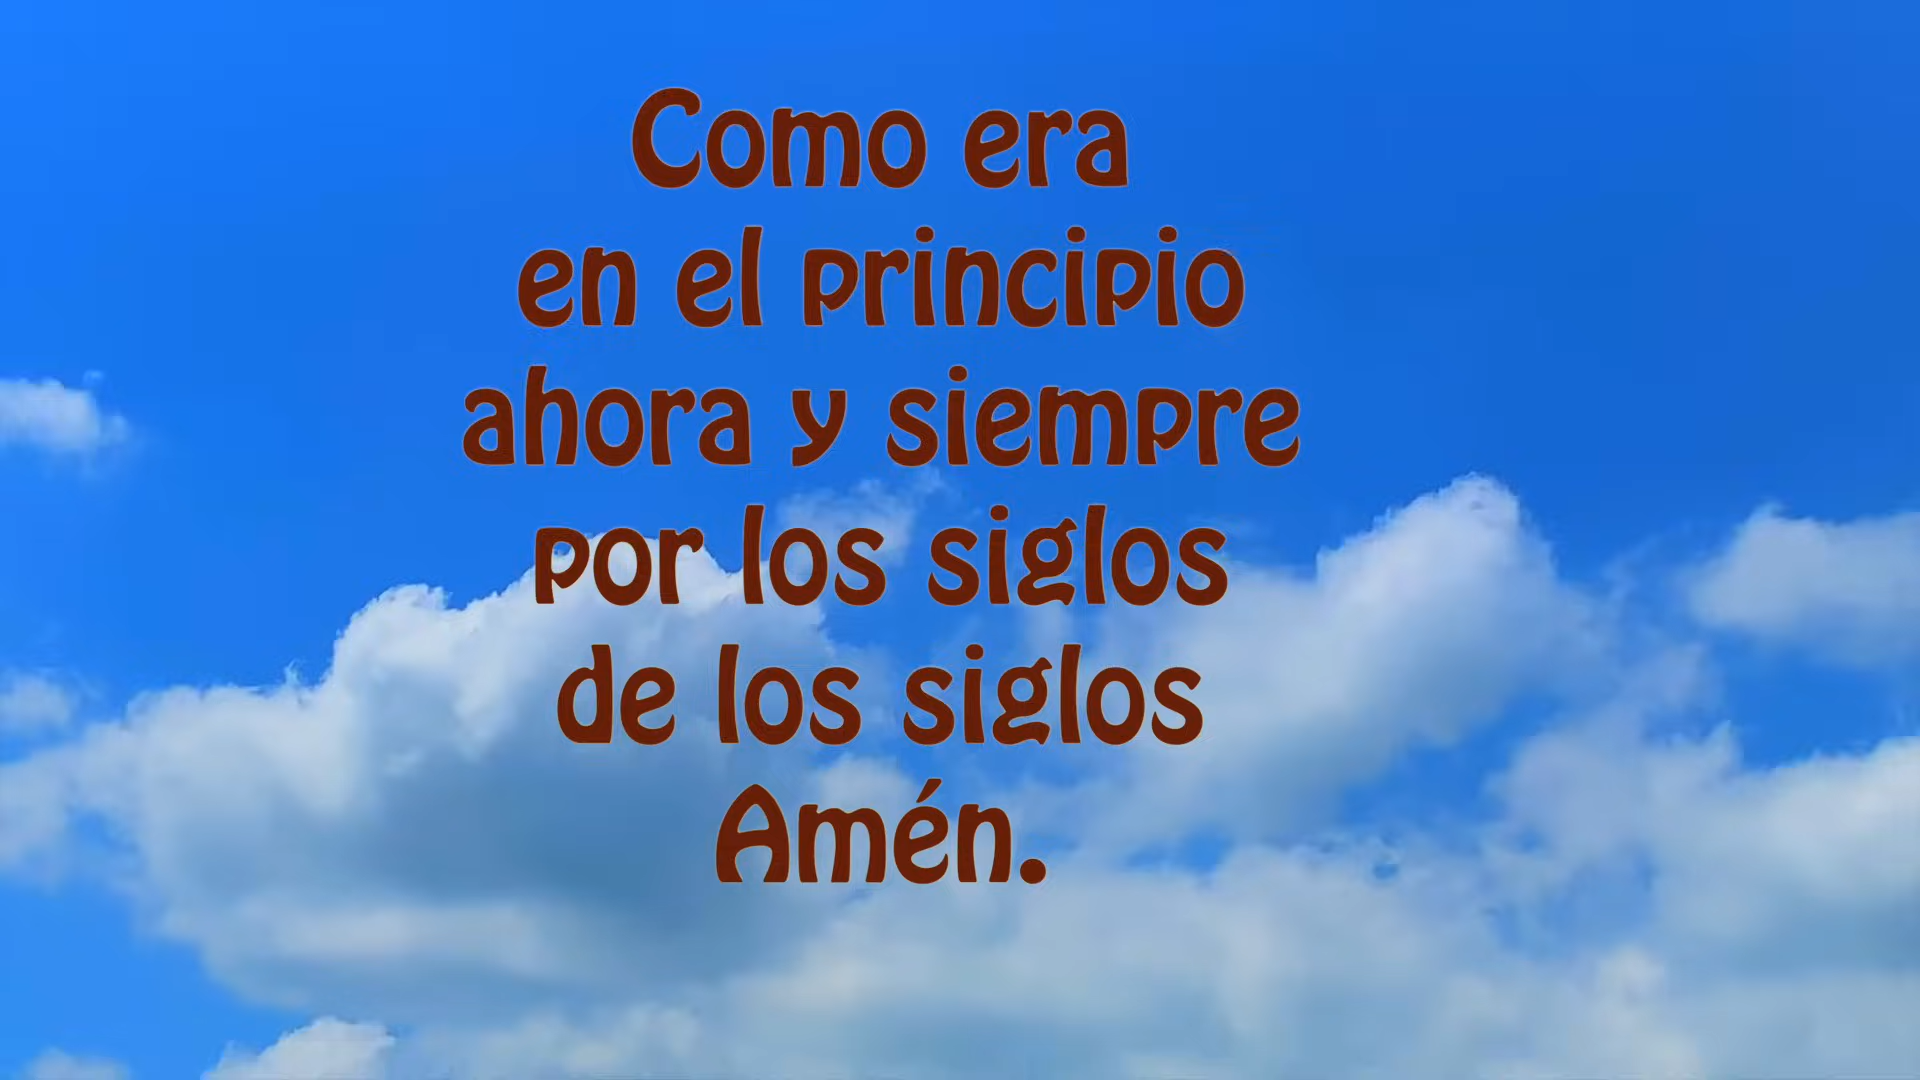 Como era
en el principio
ahora y siempre
por los siglos
de los siglos
Amén.